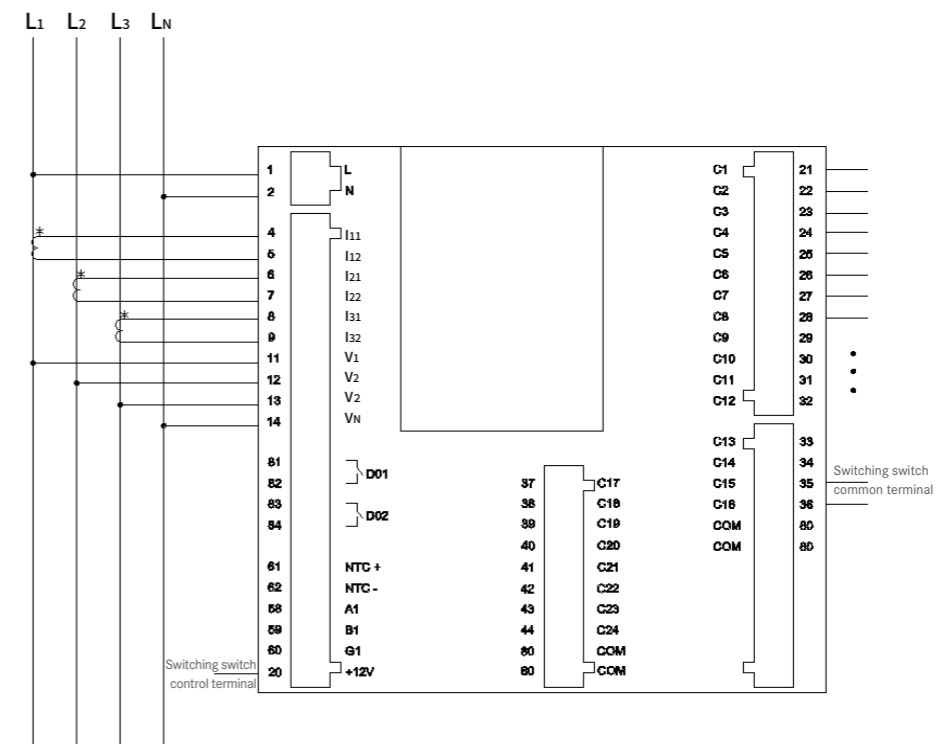 L1 L2 L3 LN
1 L
2 N
4 I11
5 I12
6 I21
7 I22
8 I31
9 I32
11 V1
12 V2
13 V2
14 VN
81
82 D01
83
84 D02
61 NTC +
62 NTC -
58 A1
59 B1
60 G1
20 +12V
Switching switch
control terminal
37 C17
38 C18
39 C19
40 C20
41 C21
42 C22
43 C23
44 C24
80 COM
80 COM
C1 21
C2 22
C3 23
C4 24
C5 25
C6 26
C7 27
C8 28
C9 29
C10 30
C11 31
C12 32
C13 33
C14 34
C15 35
C16 36
COM 80
COM 80
Switching switch
common terminal